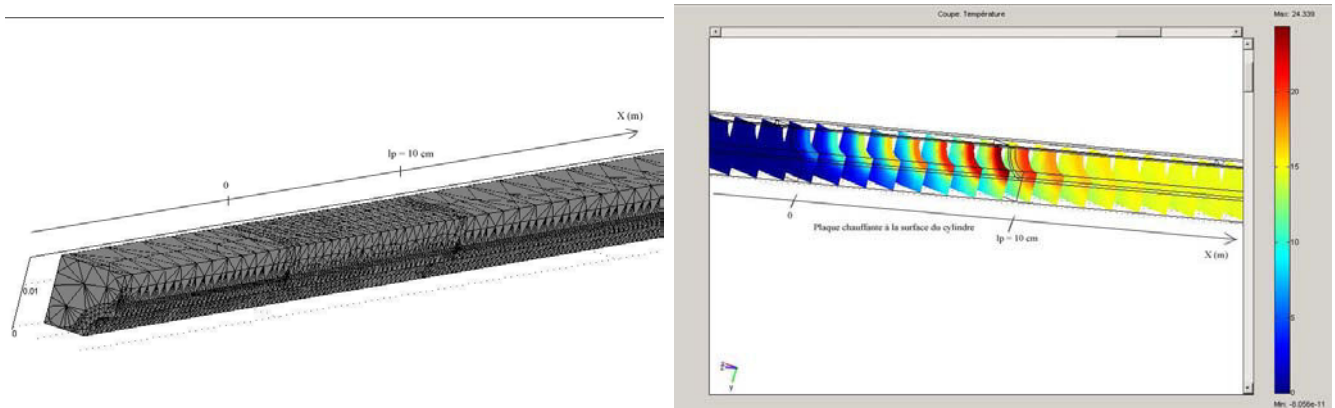 X (m)
lp = 10 cm
0
0.01
0
Coupe: Température
Max: 24.339
20
15
10
5
0
Min: -8.056e-11
0
Plaque chauffante à la surface du cylindre
lp = 10 cm
X (m)
y